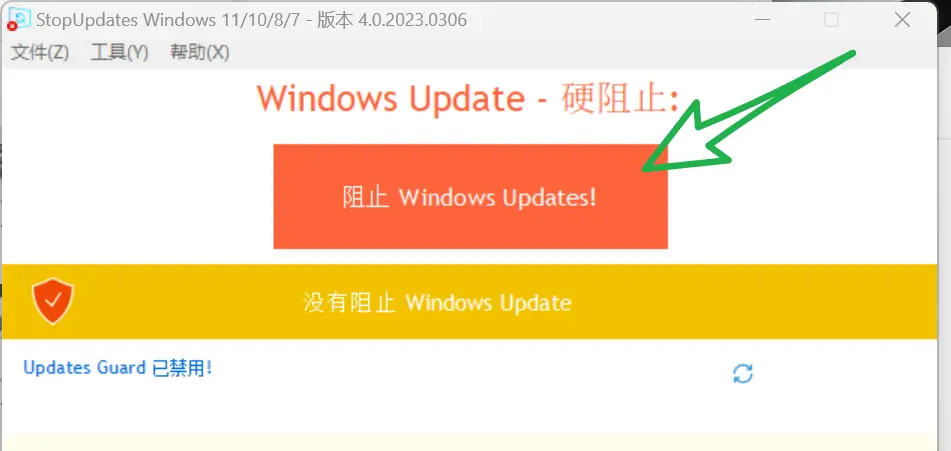 StopUpdates Windows 11/10/8/7 - 版本 4.0.2023.0306
文件(Z) 工具(Y) 帮助(X)
Windows Update - 硬阻止:
阻止 Windows Updates!
没有阻止 Windows Update
Updates Guard 已禁用!